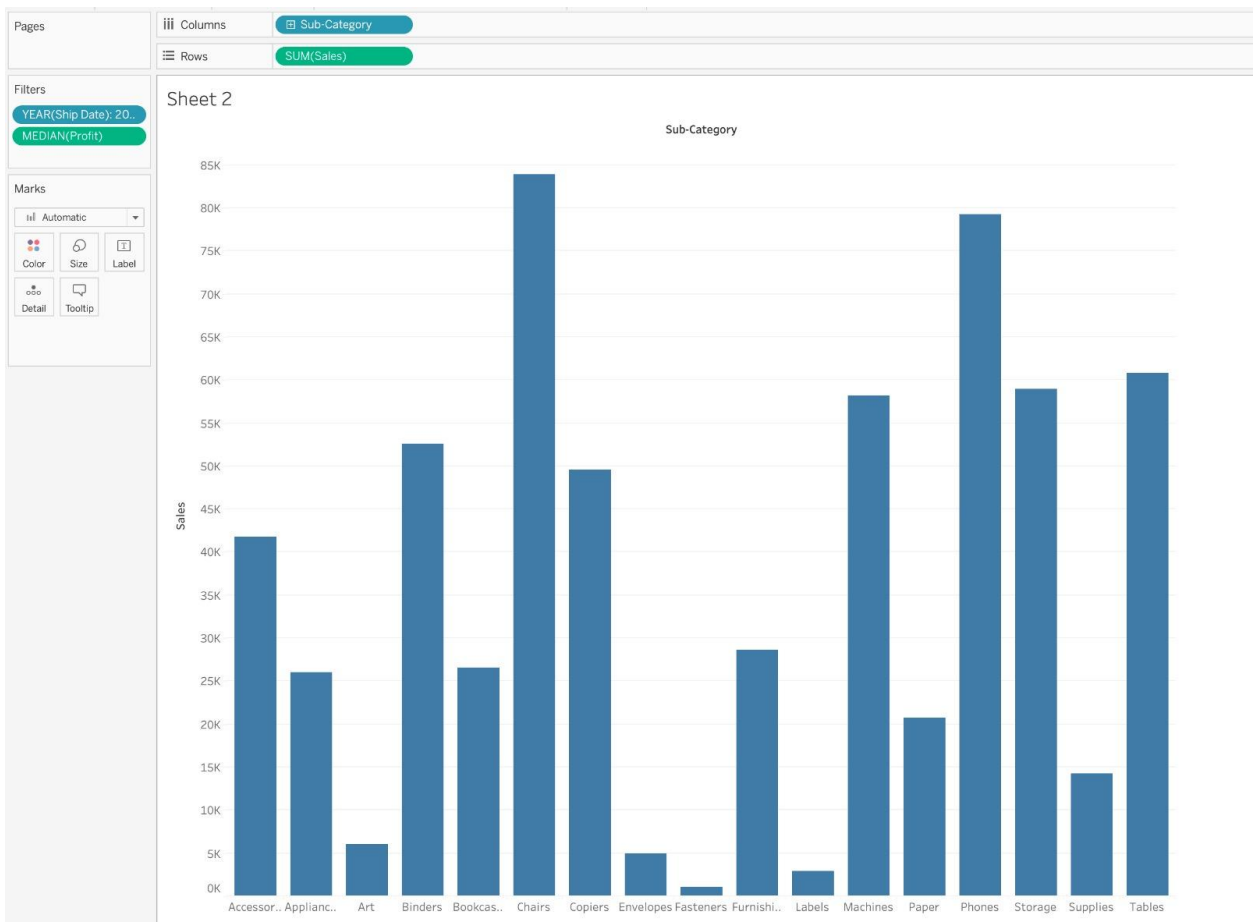 Pages
Columns
Sub-Category
Rows
SUM(Sales)
Filters
YEAR(Ship Date): 20..
MEDIAN(Profit)
Marks
Automatic
Color Size Label
Detail Tooltip
Sheet 2
Sub-Category
85K
80K
75K
70K
65K
60K
55K
50K
45K
40K
35K
30K
25K
20K
15K
10K
5K
0K
Sales
Accessor.. Applianc.. Art Binders Bookcas.. Chairs Copiers Envelopes Fasteners Furnishi.. Labels Machines Paper Phones Storage Supplies Tables